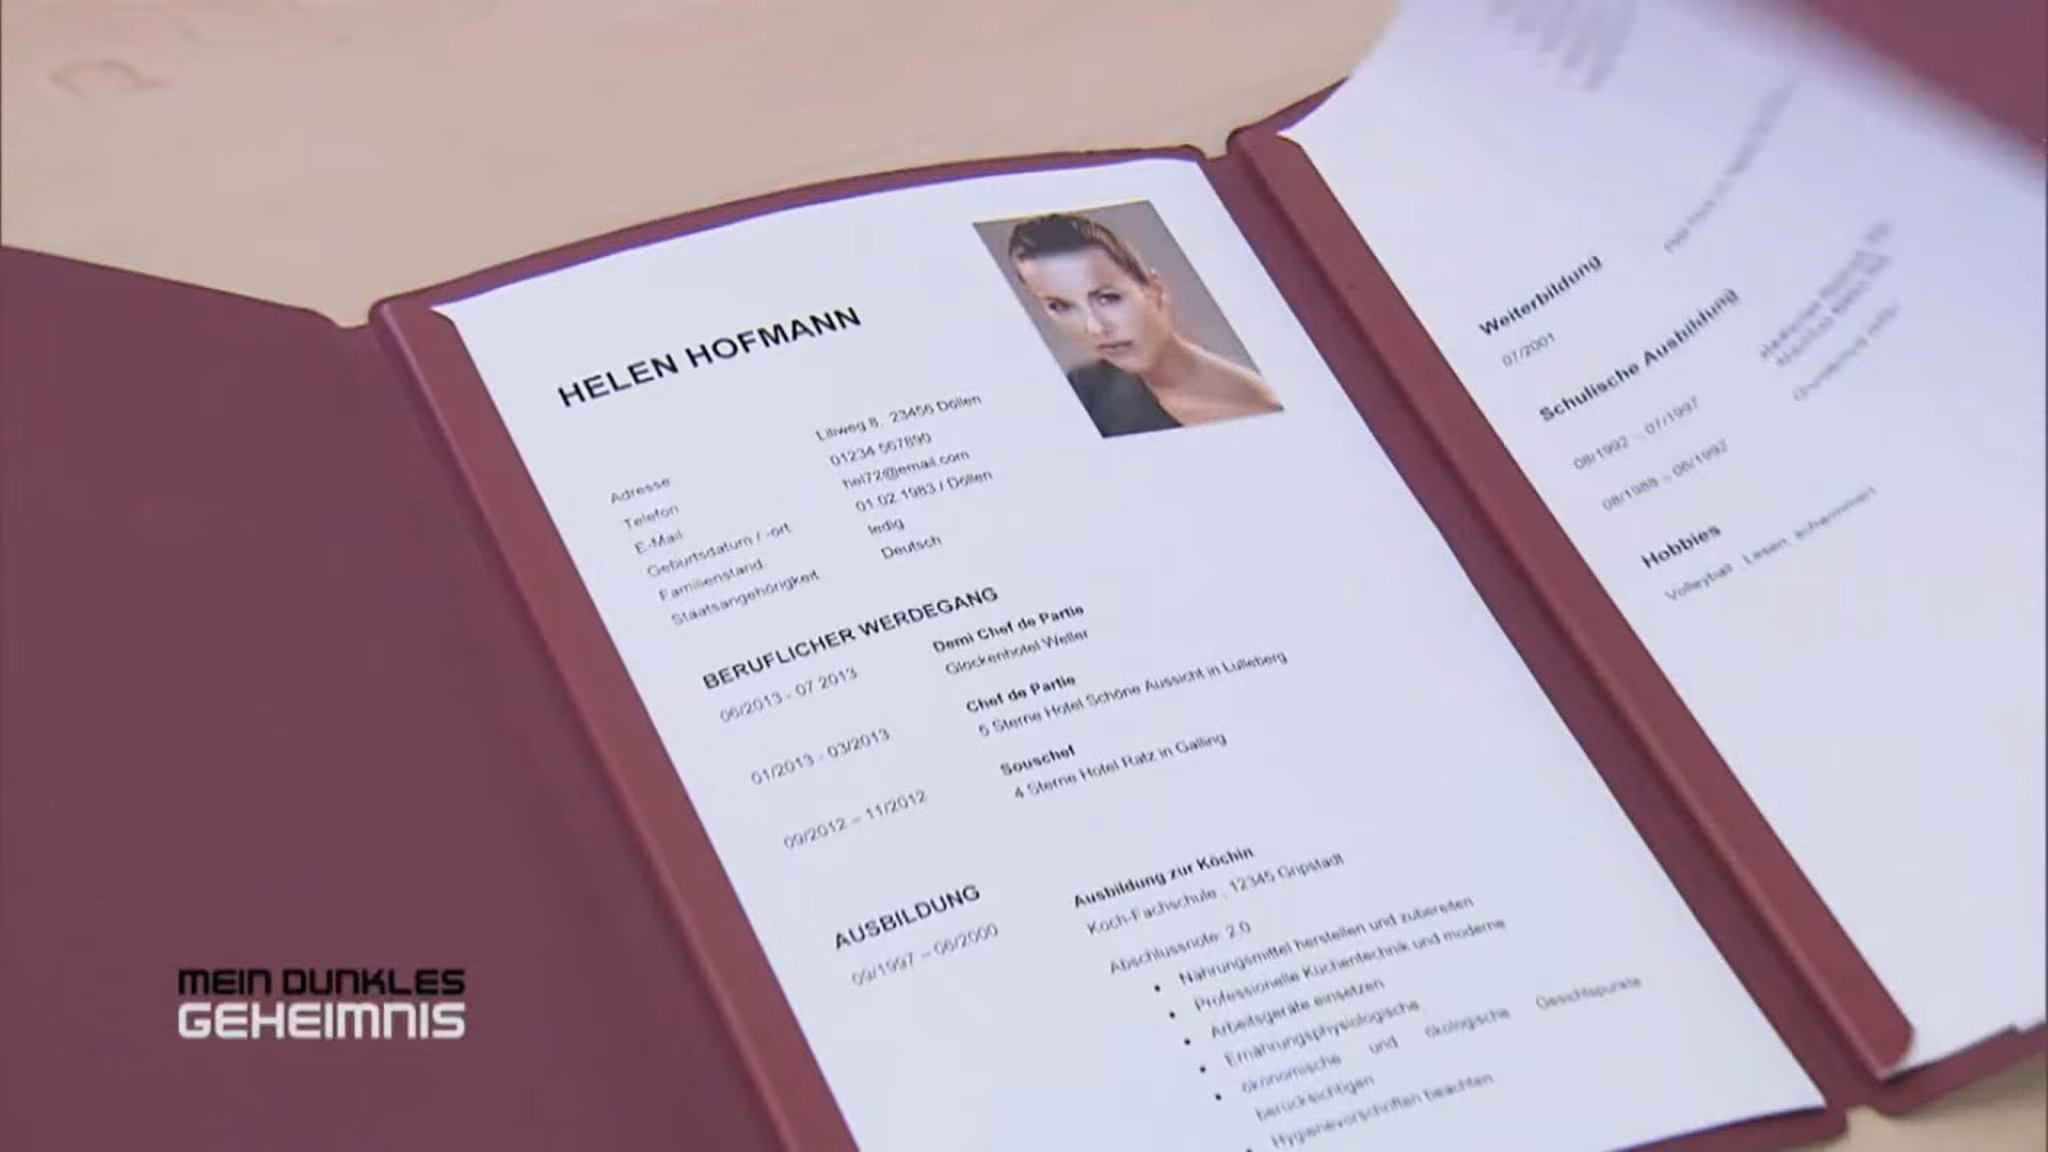 HELEN HOFMANN
Adresse Liliweg 8, 23456 Döllen
Telefon 01234 567890
E-Mail hel72@email.com
Geburtsdatum / -ort 01.02.1983 / Döllen
Familienstand: ledig
Staatsangehörigkeit Deutsch
BERUFLICHER WERDEGANG
06/2013 - 07 2013 Demi Chef de Partie
Glockenhotel Weller
01/2013 - 03/2013 Chef de Partie
5 Sterne Hotel Schöne Aussicht in Lulleberg
09/2012 – 11/2012 Souschef
4 Sterne Hotel Ratz in Galling
AUSBILDUNG
09/1997 – 06/2000 Ausbildung zur Köchin
Koch-Fachschule , 12345 Gripstadt
Abschlussnote: 2,0
• Nahrungsmittel herstellen und zubereiten
• Professionelle Küchentechnik und moderne
• Arbeitsgeräte einsetzen
• Ernährungsphysiologische
• ökonomische und ökologische Gesichtspunkte
berücksichtigen
• Hygienevorschriften beachten
Weiterbildung
07/2001
Schulische Ausbildung
08/1992 - 07/1997
08/1988 - 06/1992
Hobbies
Volleyball, Lesen, schwimmen
MEIN DUNKLES
GEHEIMNIS